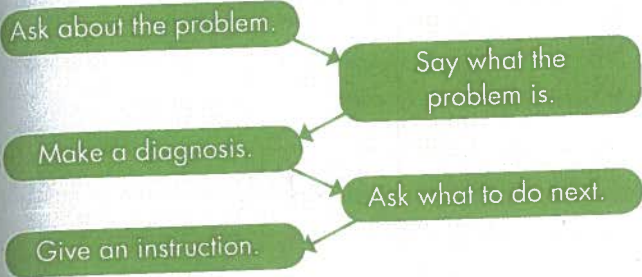 Ask about the problem.
Say what the
problem is.
Make a diagnosis.
Ask what to do next.
Give an instruction.